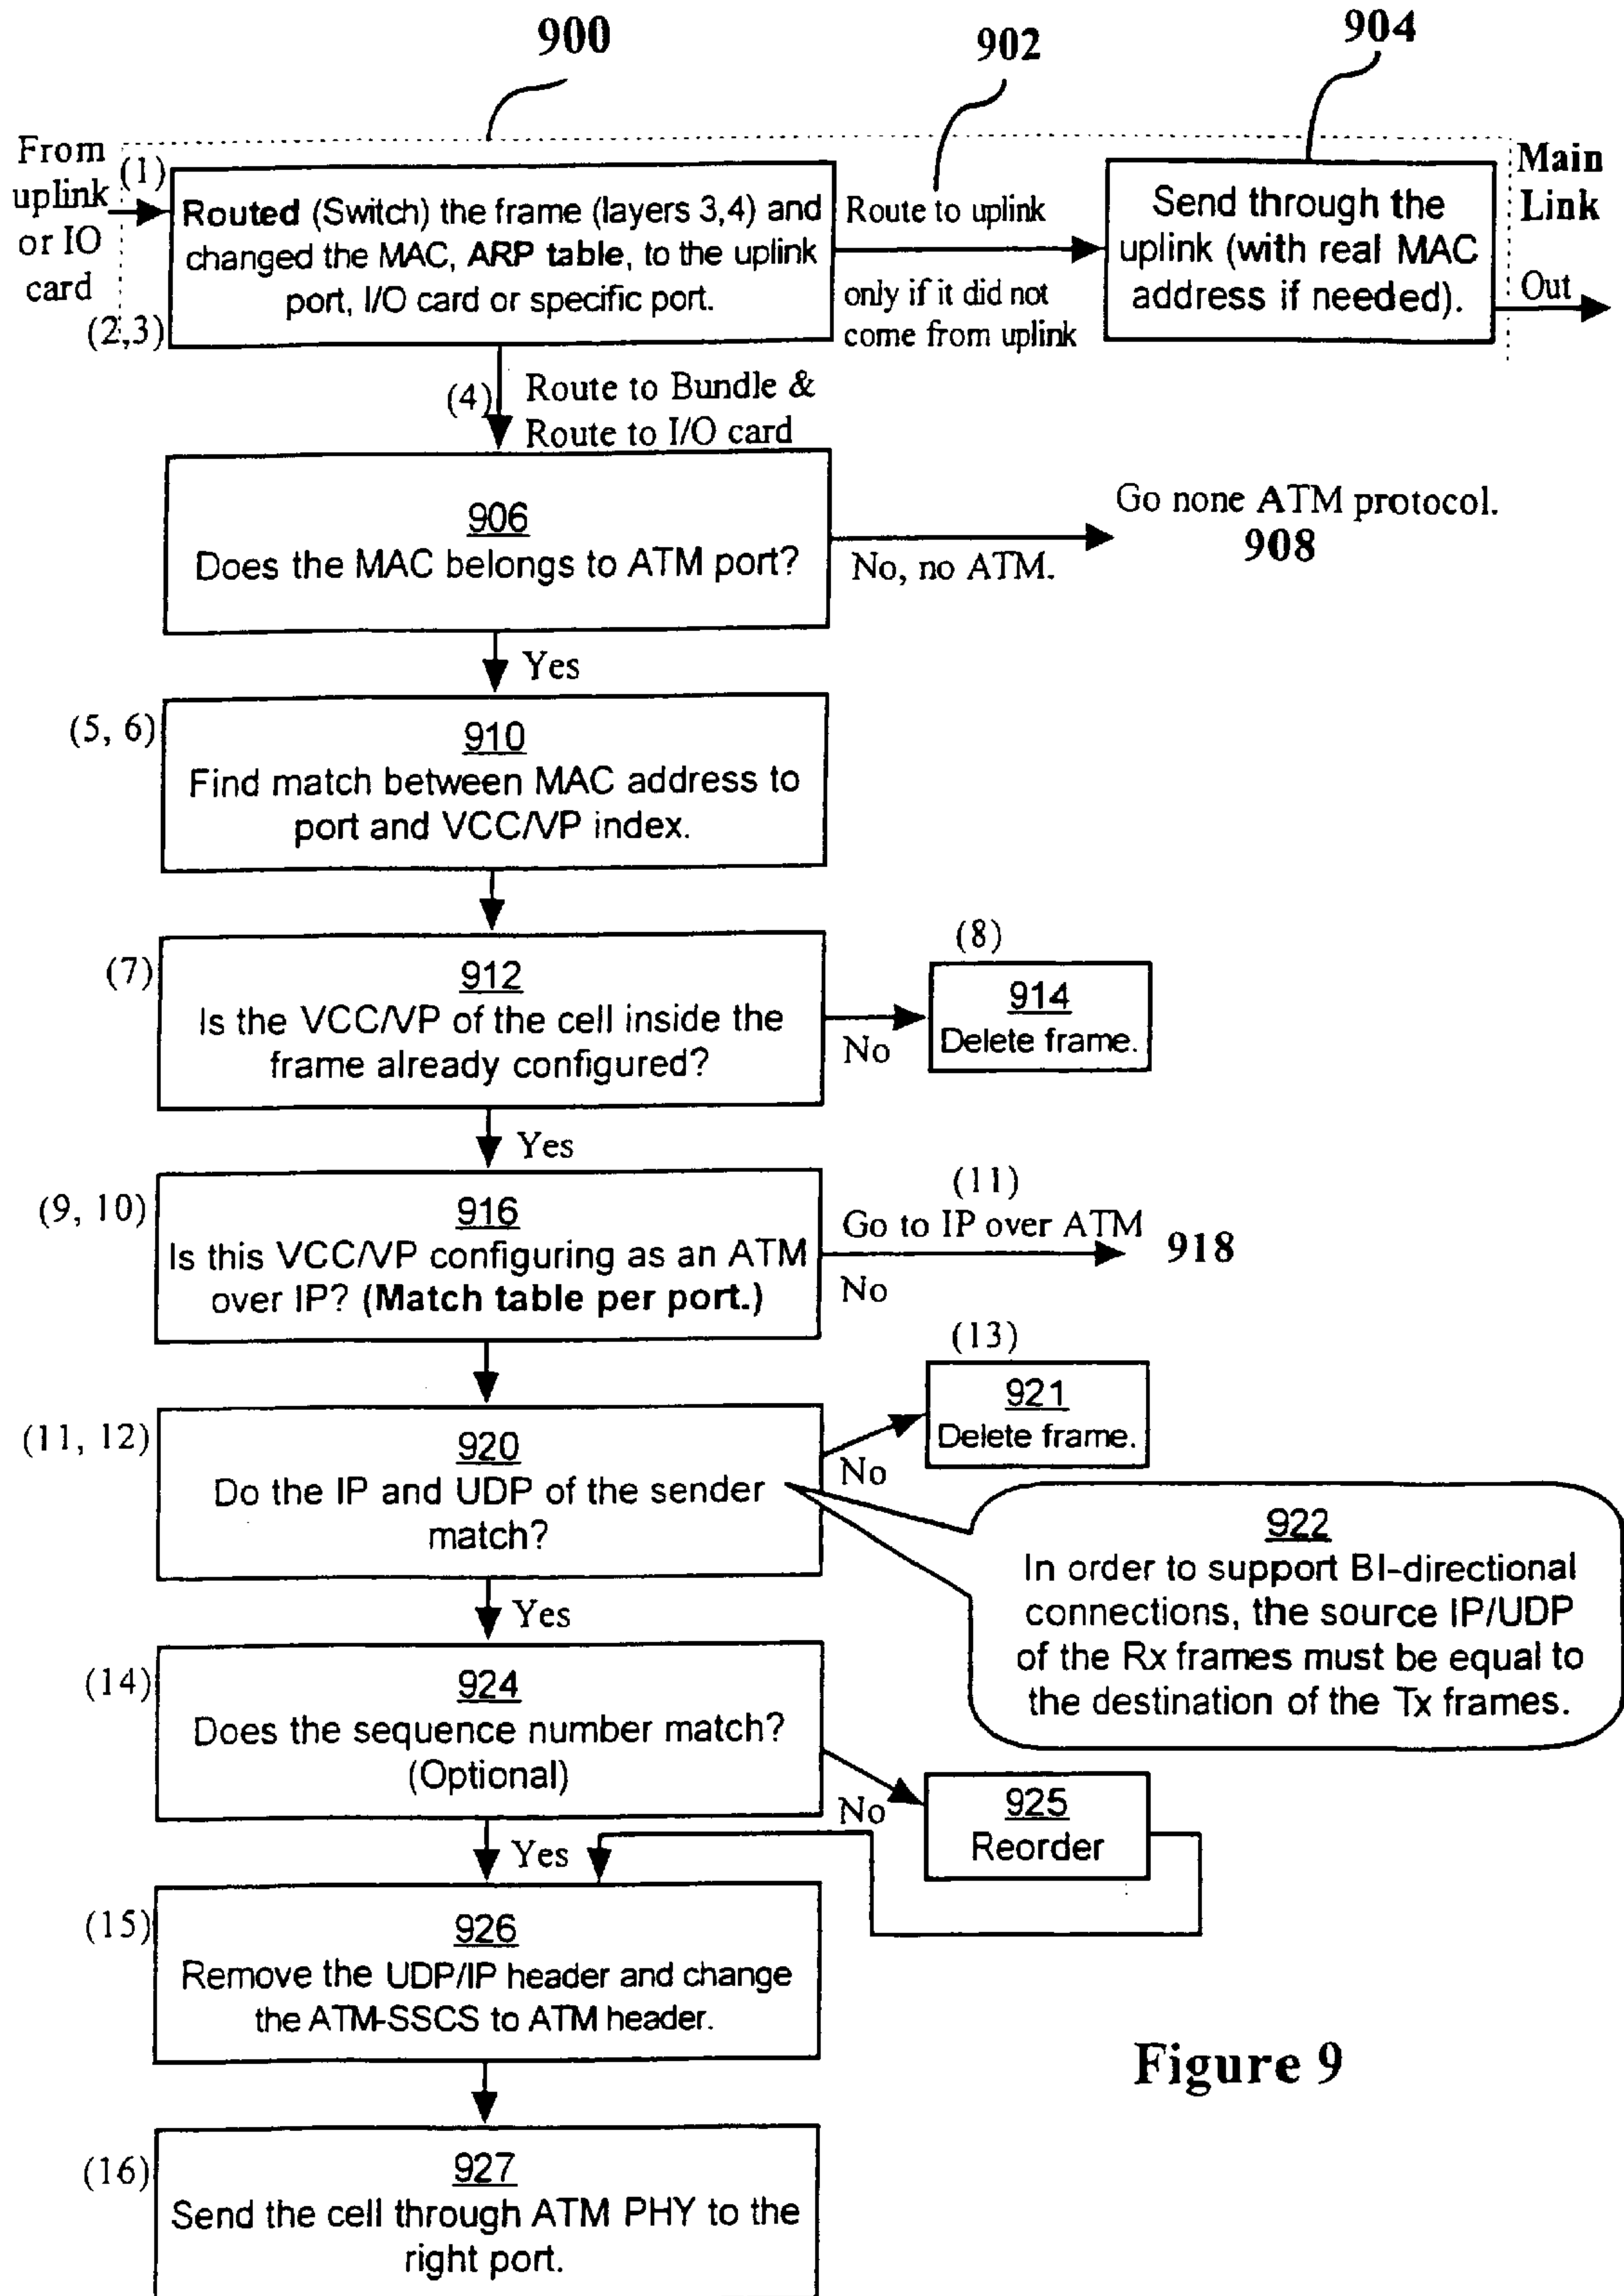 900
902
904
From
uplink
or IO
card
(1)
(2,3)
Routed (Switch) the frame (layers 3,4) and
changed the MAC, ARP table, to the uplink
port, I/O card or specific port.
Route to uplink
only if it did not
come from uplink
Send through the
uplink (with real MAC
address if needed).
Main
Link
Out
(4)
Route to Bundle &
Route to I/O card
906
Does the MAC belongs to ATM port?
No, no ATM.
Go none ATM protocol.
908
Yes
(5, 6)
910
Find match between MAC address to
port and VCC/VP index.
(7)
912
Is the VCC/VP of the cell inside the
frame already configured?
No
(8)
914
Delete frame.
Yes
(9, 10)
916
Is this VCC/VP configuring as an ATM
over IP? (Match table per port.)
(11)
Go to IP over ATM
No
918
(11, 12)
920
Do the IP and UDP of the sender
match?
No
(13)
921
Delete frame.
922
In order to support BI-directional
connections, the source IP/UDP
of the Rx frames must be equal to
the destination of the Tx frames.
Yes
(14)
924
Does the sequence number match?
(Optional)
No
925
Reorder
Yes
(15)
926
Remove the UDP/IP header and change
the ATM-SSCS to ATM header.
(16)
927
Send the cell through ATM PHY to the
right port.
Figure 9